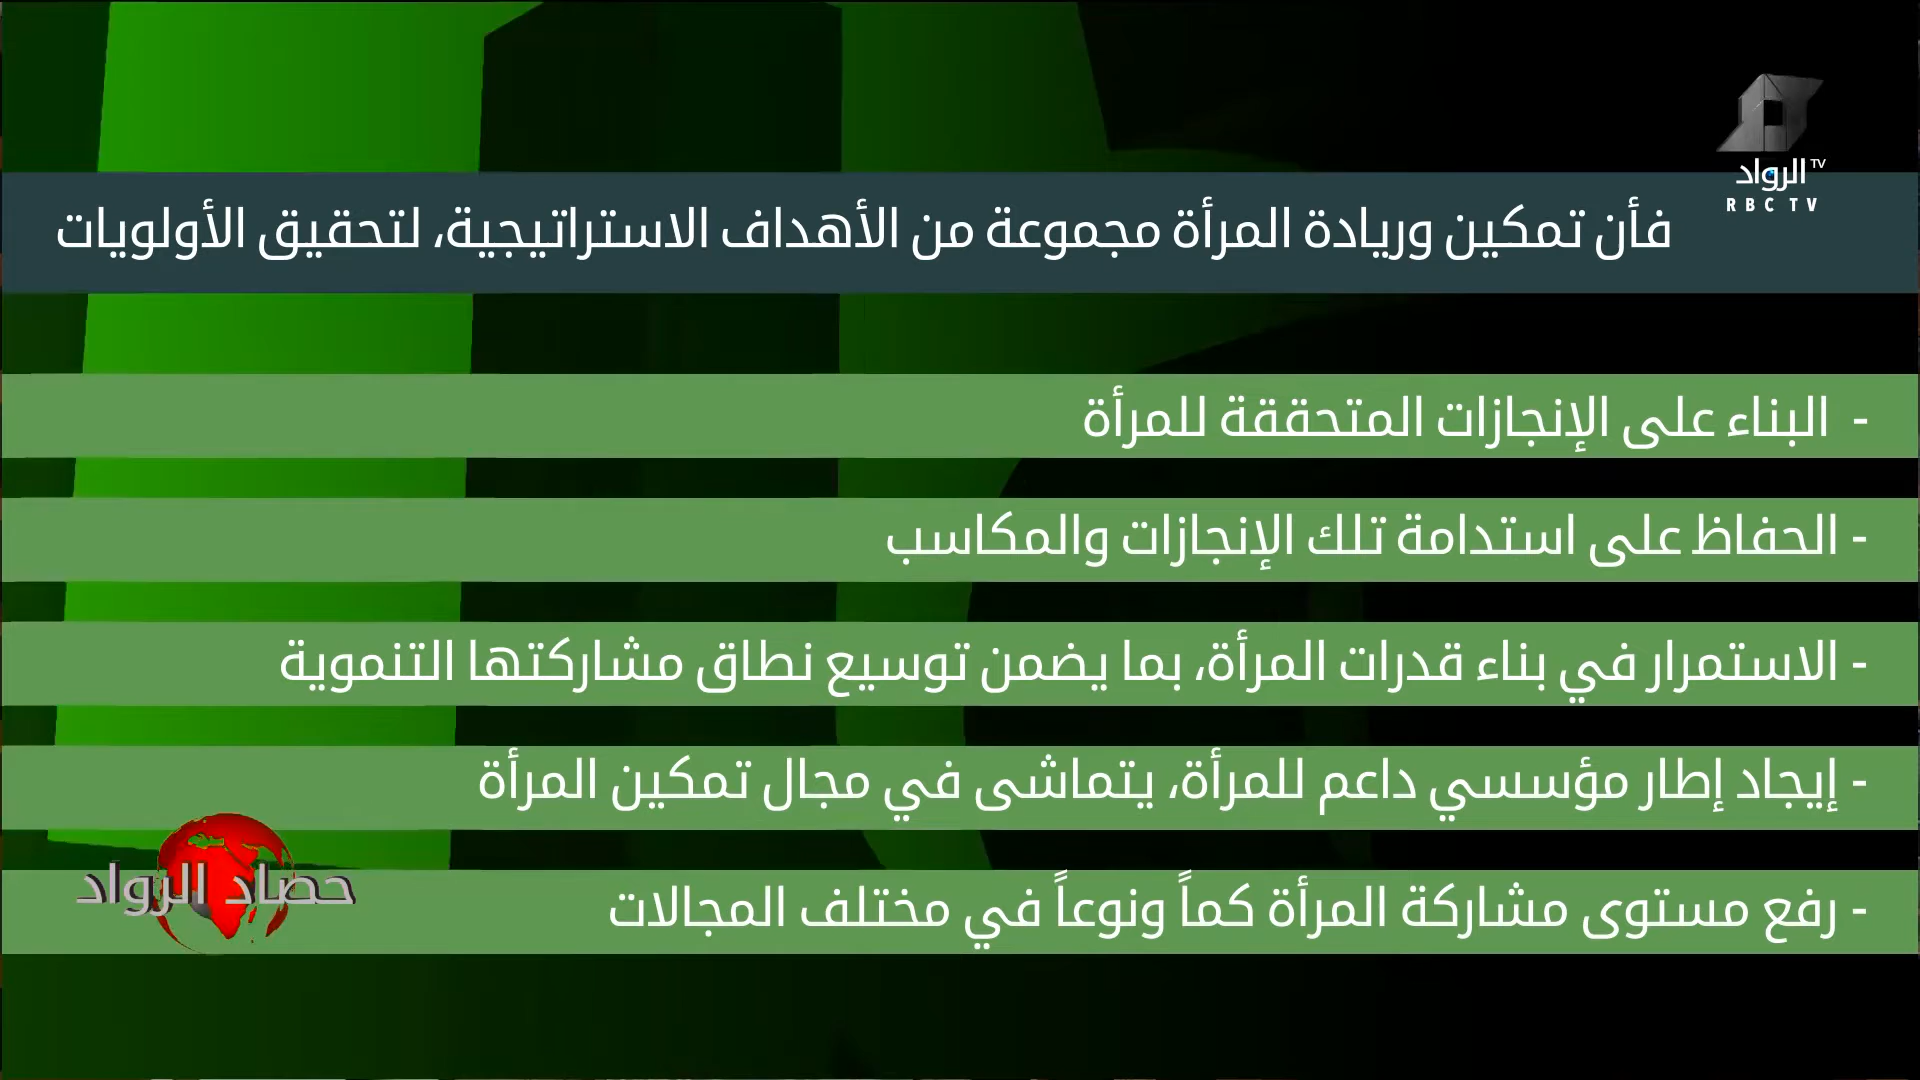 الرواد TV
RBC TV
فأن تمكين وريادة المرأة مجموعة من الأهداف الاستراتيجية، لتحقيق الأولويات
- البناء على الإنجازات المتحققة للمرأة
- الحفاظ على استدامة تلك الإنجازات والمكاسب
- الاستمرار في بناء قدرات المرأة، بما يضمن توسيع نطاق مشاركتها التنموية
- إيجاد إطار مؤسسي داعم للمرأة، يتماشى في مجال تمكين المرأة
- رفع مستوى مشاركة المرأة كماً ونوعاً في مختلف المجالات
حصاد الرواد